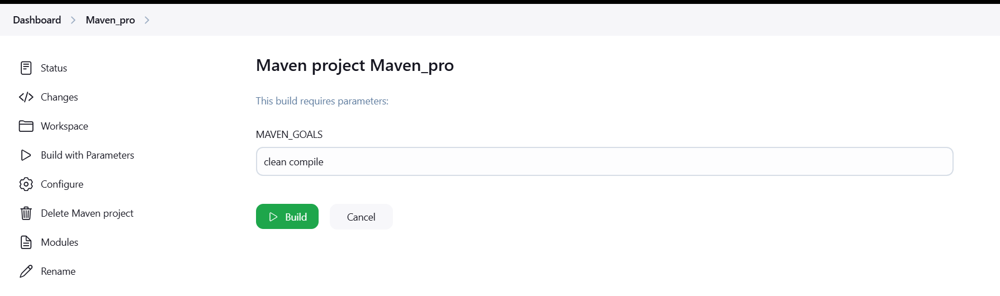 Dashboard
Maven_pro
Status
Changes
Workspace
Build with Parameters
Configure
Delete Maven project
Modules
Rename
Maven project Maven_pro
This build requires parameters:
MAVEN_GOALS
clean compile
Build
Cancel